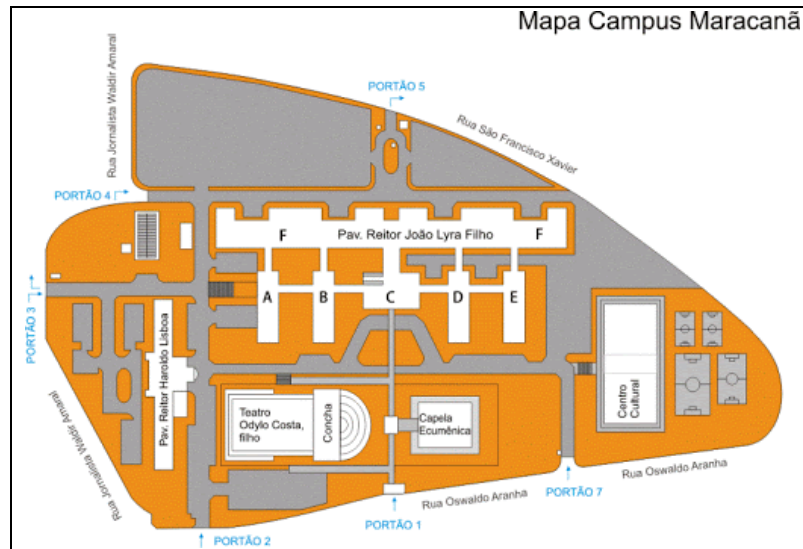 Mapa Campus Maracanã
Rua Jornalista Waldir Amaral
PORTÃO 5
Rua São Francisco Xavier
PORTÃO 4
F
Pav. Reitor João Lyra Filho
F
A
B
C
D
E
PORTÃO 3
Pav. Reitor Haroldo Lisboa
Rua Jornalista Waldir Amaral
Teatro
Odylo Costa,
filho
Concha
Capela
Ecumênica
Centro
Cultural
Rua Oswaldo Aranha
Rua Oswaldo Aranha
PORTÃO 7
PORTÃO 1
PORTÃO 2